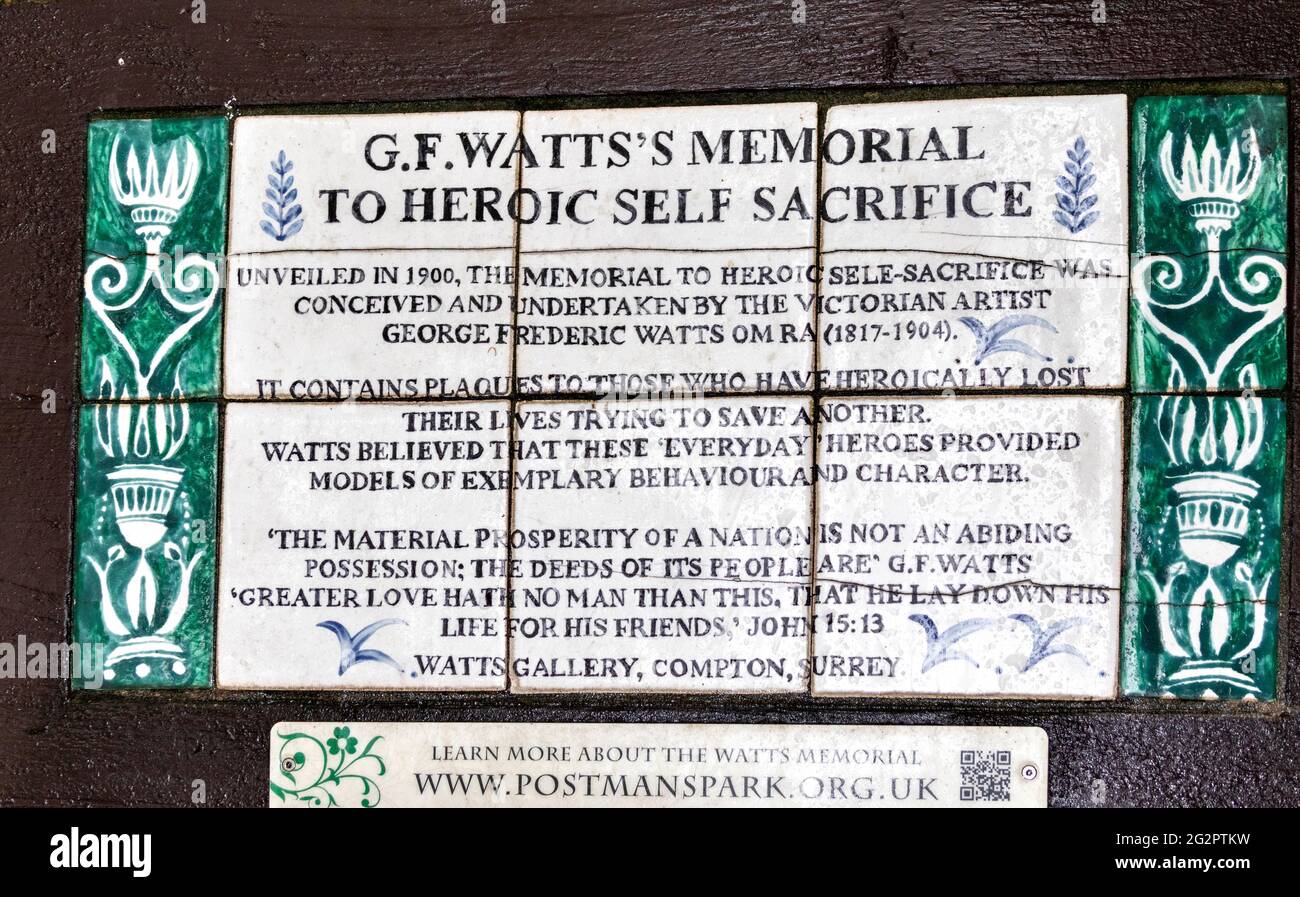 G.F.WATTS'S MEMORIAL
TO HEROIC SELF SACRIFICE
UNVEILED IN 1900, THE MEMORIAL TO HEROIC SELF-SACRIFICE WAS
CONCEIVED AND UNDERTAKEN BY THE VICTORIAN ARTIST
GEORGE FREDERIC WATTS OM RA (1817-1904).
IT CONTAINS PLAQUES TO THOSE WHO HAVE HEROICALLY LOST
THEIR LIVES TRYING TO SAVE ANOTHER.
WATTS BELIEVED THAT THESE 'EVERYDAY' HEROES PROVIDED
MODELS OF EXEMPLARY BEHAVIOUR AND CHARACTER.
'THE MATERIAL PROSPERITY OF A NATION IS NOT AN ABIDING
POSSESSION; THE DEEDS OF ITS PEOPLE ARE' G.F.WATTS
'GREATER LOVE HATH NO MAN THAN THIS, THAT HE LAY DOWN HIS
LIFE FOR HIS FRIENDS,' JOHN 15:13
WATTS GALLERY, COMPTON, SURREY
LEARN MORE ABOUT THE WATTS MEMORIAL
WWW.POSTMANSPARK.ORG.UK
alamy
Image ID: 2G2PTKW
www.alamy.com